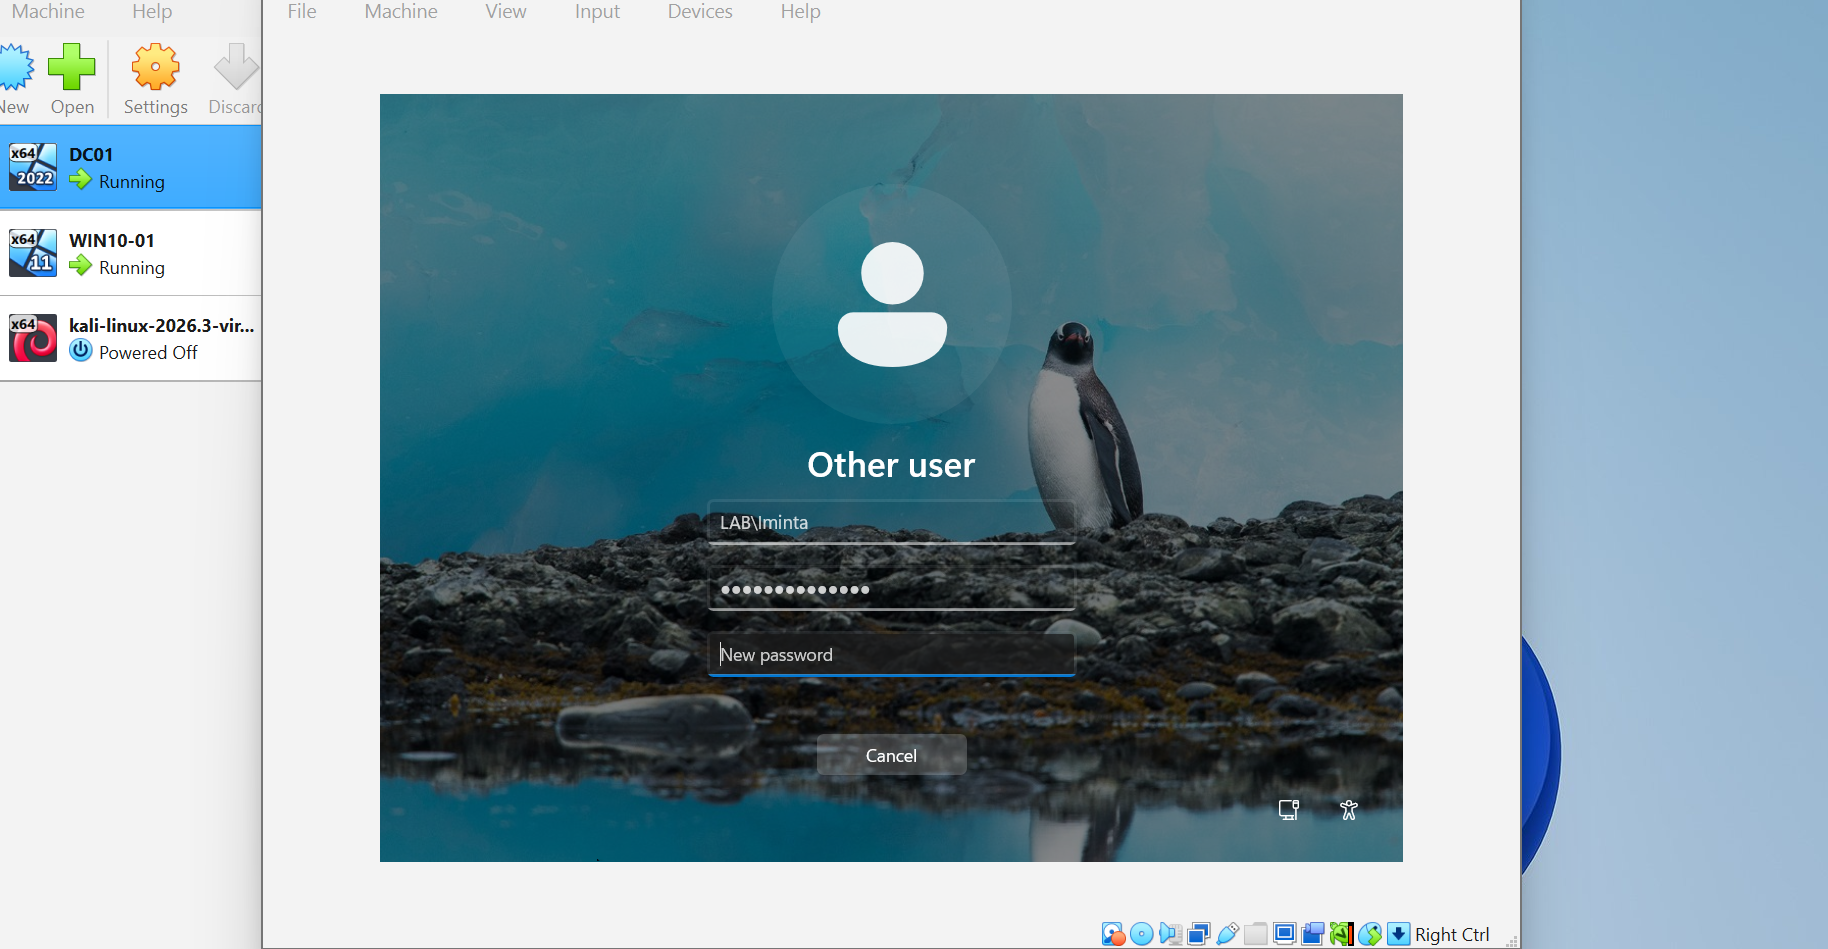 Machine Help
File Machine View Input Devices Help
New Open Settings Discard
x64 2022 DC01
Running
x64 11 WIN10-01
Running
x64 kali-linux-2026.3-vir...
Powered Off
Other user
LAB\lminta
New password
Cancel
Right Ctrl